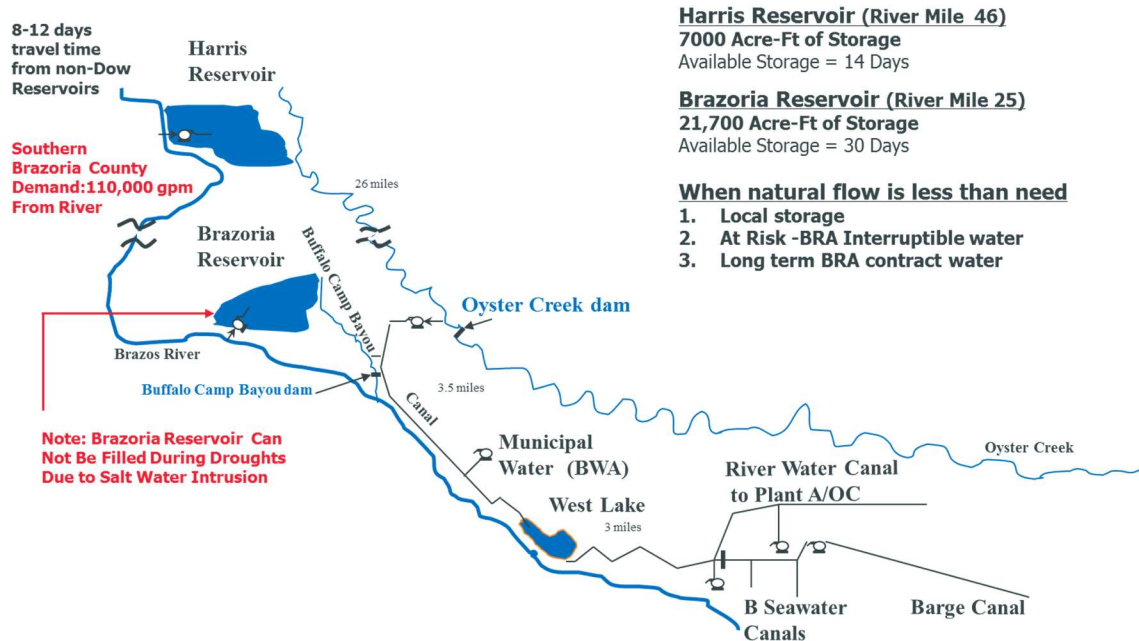 8-12 days
travel time
from non-Dow
Reservoirs
Harris
Reservoir
Harris Reservoir (River Mile 46)
7000 Acre-Ft of Storage
Available Storage = 14 Days
Brazoria Reservoir (River Mile 25)
21,700 Acre-Ft of Storage
Available Storage = 30 Days
When natural flow is less than need
1. Local storage
2. At Risk -BRA Interruptible water
3. Long term BRA contract water
Southern
Brazoria County
Demand:110,000 gpm
From River
26 miles
Brazoria
Reservoir
Buffalo Camp Bayou
Oyster Creek dam
Brazos River
Buffalo Camp Bayou dam
3.5 miles
Canal
Note: Brazoria Reservoir Can
Not Be Filled During Droughts
Due to Salt Water Intrusion
Municipal
Water (BWA)
Oyster Creek
River Water Canal
to Plant A/OC
West Lake
3 miles
B Seawater
Canals
Barge Canal